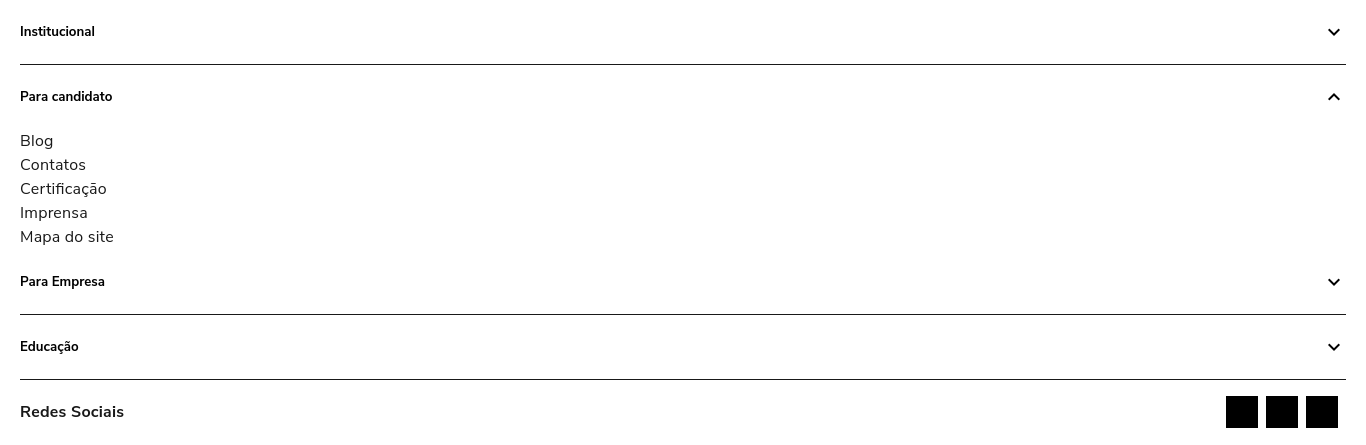 Institucional
Para candidato
Blog
Contatos
Certificação
Imprensa
Mapa do site
Para Empresa
Educação
Redes Sociais